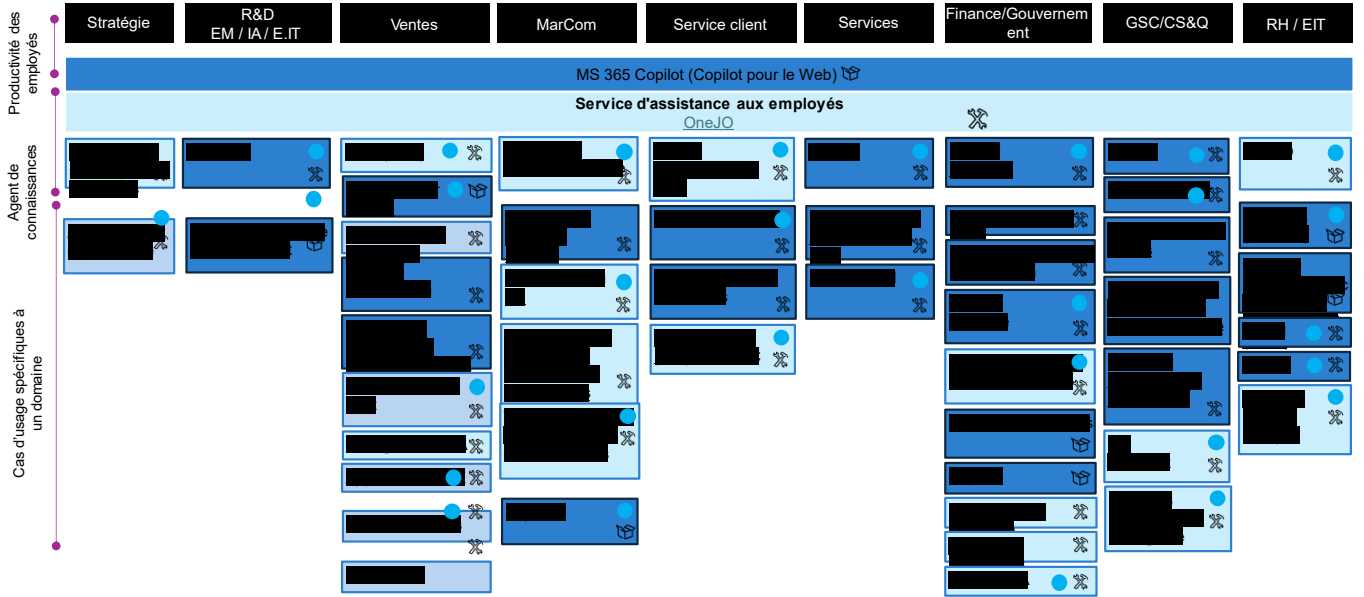 Productivité des
employés
Stratégie
R&D
EM / IA / E.IT
Ventes
MarCom
Service client
Services
Finance/Gouvernem
ent
GSC/CS&Q
RH / EIT
MS 365 Copilot (Copilot pour le Web)
Service d'assistance aux employés
OneJO
Agent de
connaissances
Cas d'usage spécifiques à
un domaine